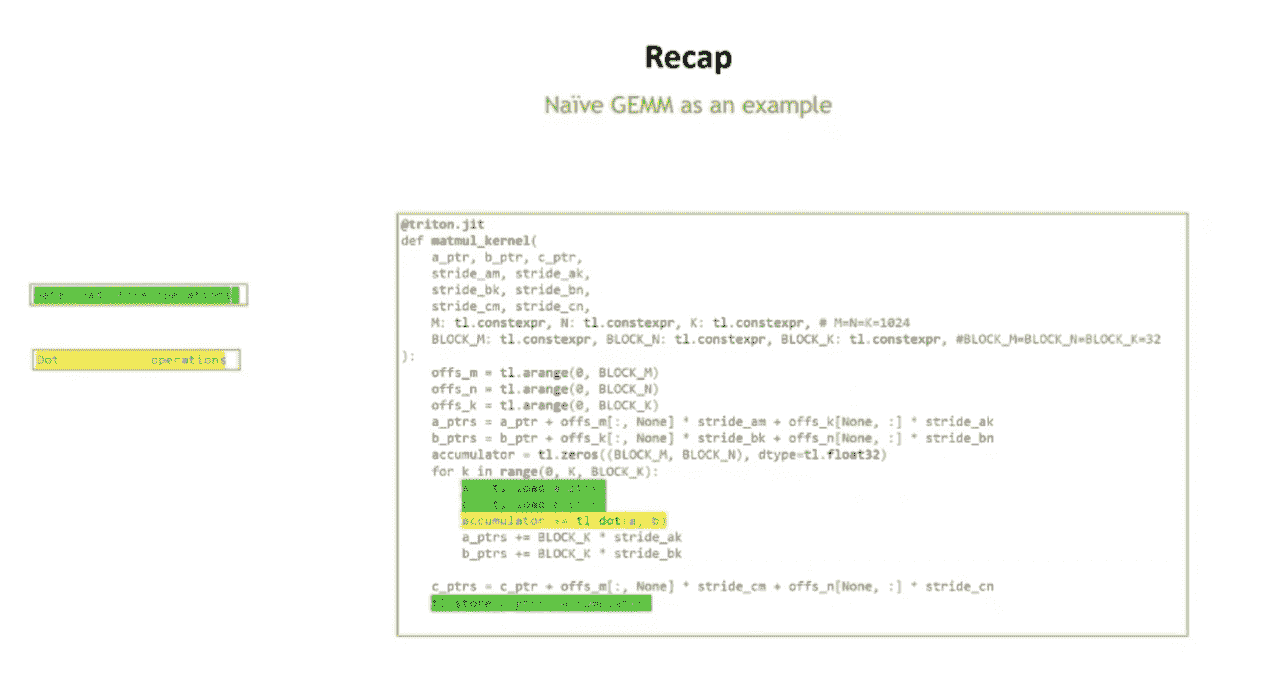 Recap
Naïve GEMM as an example
operations
Dot operations
@triton.jit
def matmul_kernel(
a_ptr, b_ptr, c_ptr,
stride_am, stride_ak,
stride_bk, stride_bn,
stride_cm, stride_cn,
M: tl.constexpr, N: tl.constexpr, K: tl.constexpr, # M=N=K=1024
BLOCK_M: tl.constexpr, BLOCK_N: tl.constexpr, BLOCK_K: tl.constexpr, #BLOCK_M=BLOCK_N=BLOCK_K=32
):
offs_m = tl.arange(0, BLOCK_M)
offs_n = tl.arange(0, BLOCK_N)
offs_k = tl.arange(0, BLOCK_K)
a_ptrs = a_ptr + offs_m[:, None] * stride_am + offs_k[None, :] * stride_ak
b_ptrs = b_ptr + offs_k[:, None] * stride_bk + offs_n[None, :] * stride_bn
accumulator = tl.zeros((BLOCK_M, BLOCK_N), dtype=tl.float32)
for k in range(0, K, BLOCK_K):
load
load
accumulator += tl.dot(a, b)
a_ptrs += BLOCK_K * stride_ak
b_ptrs += BLOCK_K * stride_bk
c_ptrs = c_ptr + offs_m[:, None] * stride_cm + offs_n[None, :] * stride_cn
tl.store